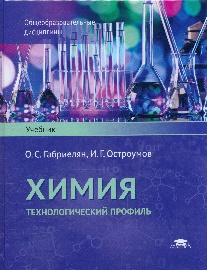 Общеобразовательные
дисциплины
Учебник
О. С. Габриелян, И. Г. Остроумов
ХИМИЯ
ТЕХНОЛОГИЧЕСКИЙ ПРОФИЛЬ